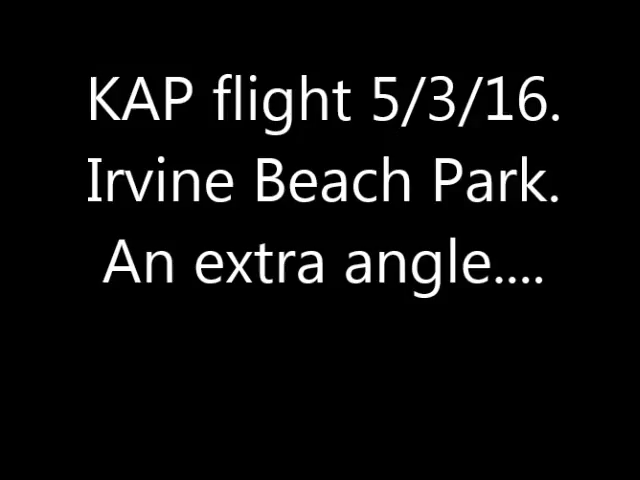 KAP flight 5/3/16.
Irvine Beach Park.
An extra angle....